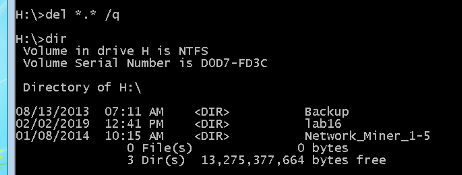 H:\>del *.* /q
H:\>dir
Volume in drive H is NTFS
Volume Serial Number is D0D7-FD3C
Directory of H:\
08/13/2013 07:11 AM <DIR> Backup
02/02/2019 12:41 PM <DIR> lab16
01/08/2014 10:15 AM <DIR> Network_Miner_1-5
0 File(s) 0 bytes
3 Dir(s) 13,275,377,664 bytes free